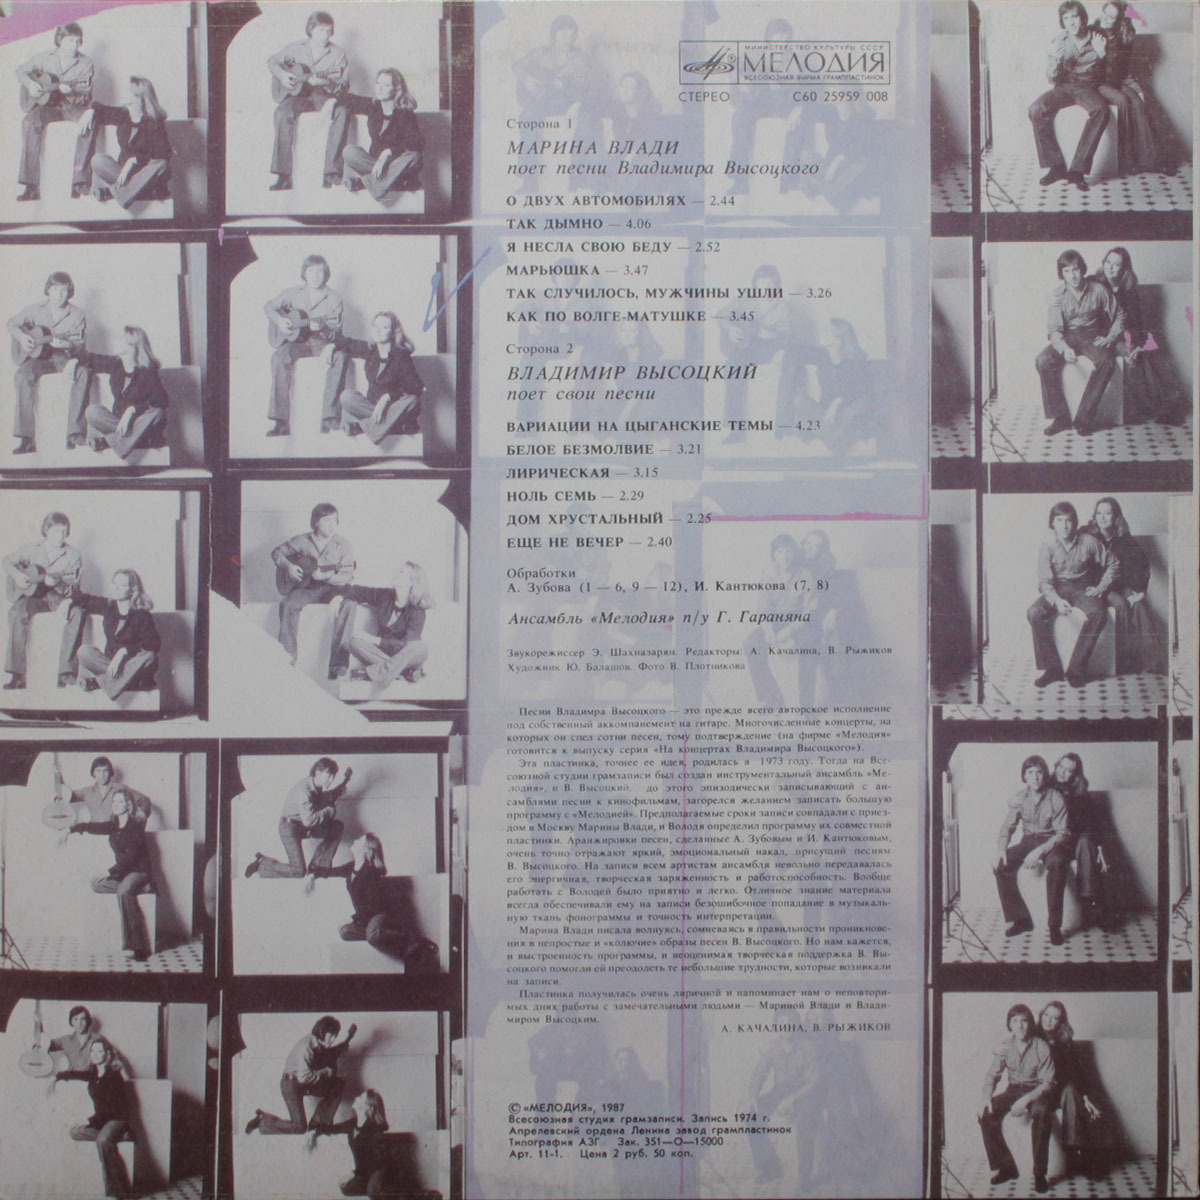 МИНИСТЕРСТВО КУЛЬТУРЫ СССР
МЕЛОДИЯ
ВСЕСОЮЗНАЯ ФИРМА ГРАМПЛАСТИНОК
СТЕРЕО С60 25959 008
Сторона 1
МАРИНА ВЛАДИ
поет песни Владимира Высоцкого
О ДВУХ АВТОМОБИЛЯХ — 2.44
ТАК ДЫМНО — 4.06
Я НЕСЛА СВОЮ БЕДУ — 2.52
МАРЬЮШКА — 3.47
ТАК СЛУЧИЛОСЬ, МУЖЧИНЫ УШЛИ — 3.26
КАК ПО ВОЛГЕ-МАТУШКЕ — 3.45
Сторона 2
ВЛАДИМИР ВЫСОЦКИЙ
поет свои песни
ВАРИАЦИИ НА ЦЫГАНСКИЕ ТЕМЫ — 4.23
БЕЛОЕ БЕЗМОЛВИЕ — 3.21
ЛИРИЧЕСКАЯ — 3.15
НОЛЬ СЕМЬ — 2.29
ДОМ ХРУСТАЛЬНЫЙ — 2.25
ЕЩЕ НЕ ВЕЧЕР — 2.40
Обработки
А. Зубова (1 — 6, 9 — 12), И. Кантюкова (7, 8)
Ансамбль «Мелодия» п/у Г. Гараняна
Звукорежиссер Э. Шахназарян. Редакторы: А. Качалина, В. Рыжиков
Художник Ю. Балашов. Фото В. Плотникова
Песни Владимра Высоцкого — это прежде всего авторское исполнение
под собственный аккомпанемент на гитаре. Многочисленные концерты, на
которых он спел сотни песен, тому подтверждение (на фирме «Мелодия»
готовится к выпуску серия «На концертах Владимира Высоцкого»).
Эта пластинка, точнее ее идея, родилась в 1973 году. Тогда на Все-
союзной студии грамзаписи был создан инструментальный ансамбль «Ме-
лодия», и В. Высоцкий, до этого эпизодически записывающий с ан-
самблями песни к кинофильмам, загорелся желанием записать большую
программу с «Мелодией». Предполагаемые сроки записи совпадали с приез-
дом в Москву Марины Влади, и Володя определил программу их совместной
пластинки. Аранжировки песен, сделанные А. Зубовым и И. Кантюковым,
очень точно отражают яркий, эмоциональный накал, присущий песням
В. Высоцкого. На записи всем артистам ансамбля невольно передавалась
его энергичная, творческая заряженность и работоспособность. Вообще
работать с Володей было приятно и легко. Отличное знание материала
всегда обеспечивали ему на записи безошибочное попадание в музыкаль-
ную ткань фонограммы и точность интерпретации.
Марина Влади писала волнуясь, сомневаясь в правильности проникнове-
ния в непростые и «колючие» образы песен В. Высоцкого. Но нам кажется,
и выстроенность программы, и неоценимая творческая поддержка В. Вы-
соцкого помогли ей преодолеть те небольшие трудности, которые возникали
на записи.
Пластинка получилась очень лиричной и напоминает нам о неповтори-
мых днях работы с замечательными людьми — Мариной Влади и Влади-
миром Высоцким.
А. КАЧАЛИНА, В. РЫЖИКОВ
© «МЕЛОДИЯ», 1987
Всесоюзная студия грамзаписи. Запись 1974 г.
Апрелевский ордена Ленина завод грампластинок
Типография АЗГ Зак. 351—О—15000
Арт. 11-1. Цена 2 руб. 50 коп.